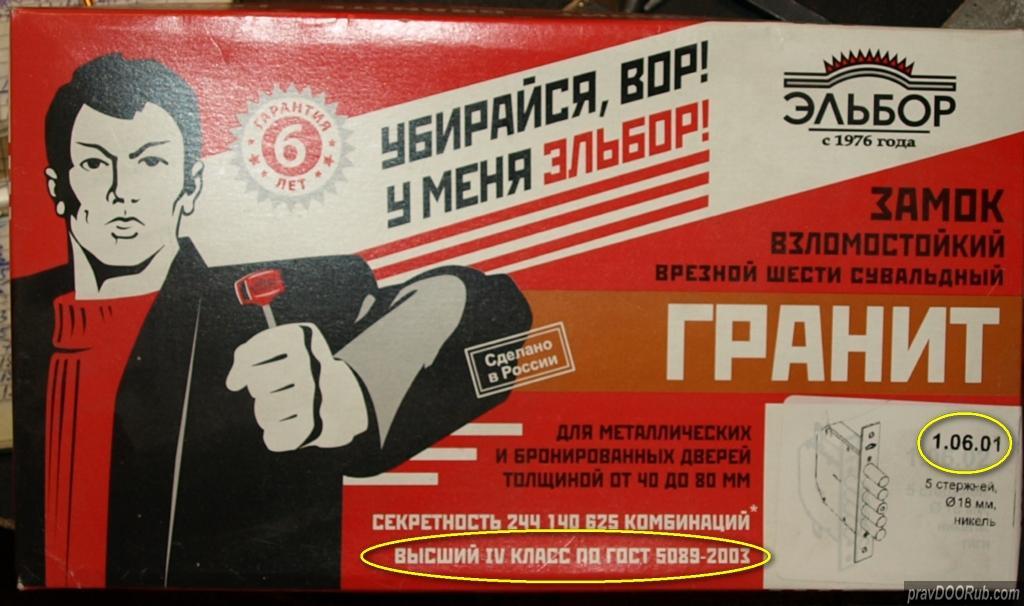 ГАРАНТИЯ
6
ЛЕТ
УБИРАЙСЯ, ВОР!
У МЕНЯ ЭЛЬБОР!
ЭЛЬБОР
с 1976 года
ЗАМОК
ВЗЛОМОСТОЙКИЙ
ВРЕЗНОЙ ШЕСТИ СУВАЛЬДНЫЙ
ГРАНИТ
Сделано
в России
ДЛЯ МЕТАЛЛИЧЕСКИХ
И БРОНИРОВАННЫХ ДВЕРЕЙ
ТОЛЩИНОЙ ОТ 40 ДО 80 ММ
СЕКРЕТНОСТЬ 244 140 625 КОМБИНАЦИЙ*
ВЫСШИЙ IV КЛАСС ПО ГОСТ 5089-2003
1.06.01
5 стержней,
Ø 18 мм,
никель
pravDOORub.com